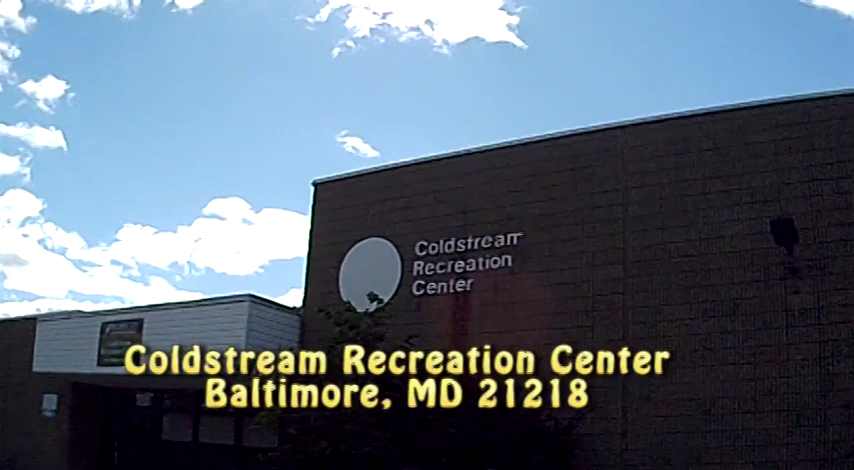 Coldstream
Recreation
Center
Coldstream Recreation Center
Baltimore, MD 21218